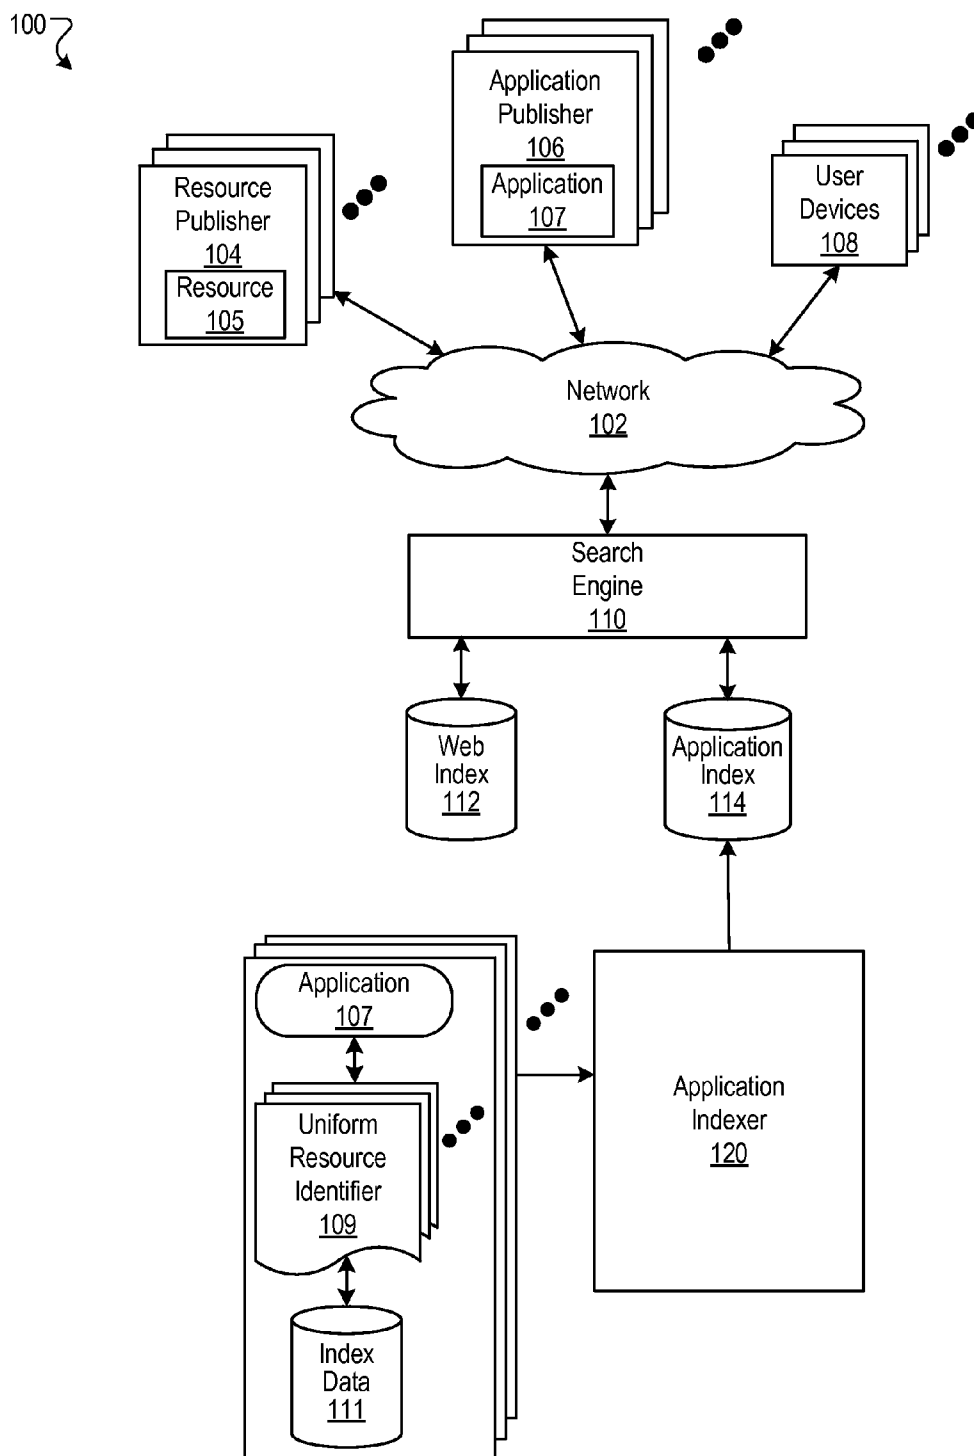 100
Application
Publisher
106
Application
107
Resource
Publisher
104
Resource
105
User
Devices
108
Network
102
Search
Engine
110
Web
Index
112
Application
Index
114
Application
107
Uniform
Resource
Identifier
109
Index
Data
111
Application
Indexer
120